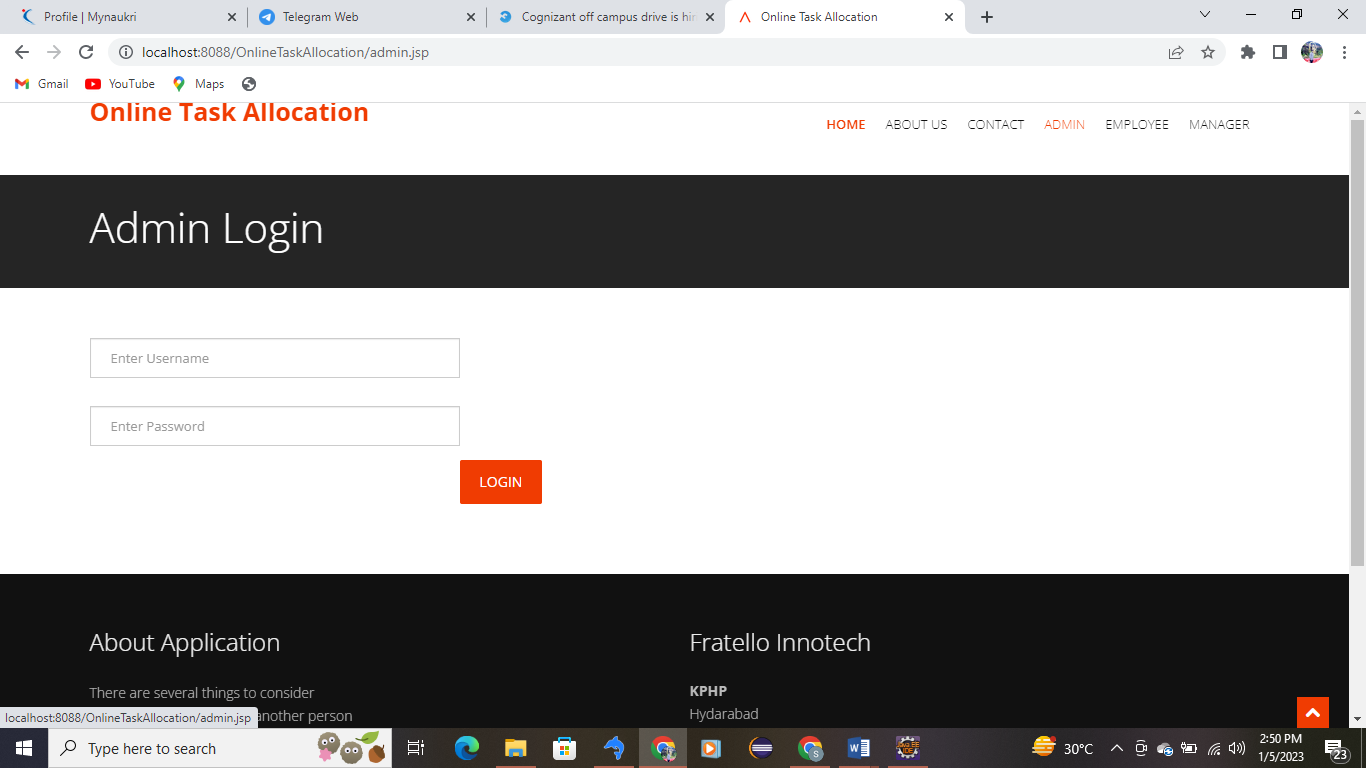 Profile | Mynaukri
Telegram Web
Cognizant off campus drive is hir
Online Task Allocation
localhost:8088/OnlineTaskAllocation/admin.jsp
Gmail
YouTube
Maps
Online Task Allocation
HOME
ABOUT US
CONTACT
ADMIN
EMPLOYEE
MANAGER
Admin Login
Enter Username
Enter Password
LOGIN
About Application
There are several things to consider
another person
Fratello Innotech
KPHP
Hyderabad
localhost:8088/OnlineTaskAllocation/admin.jsp
Type here to search
30°C
2:50 PM
1/5/2023
23